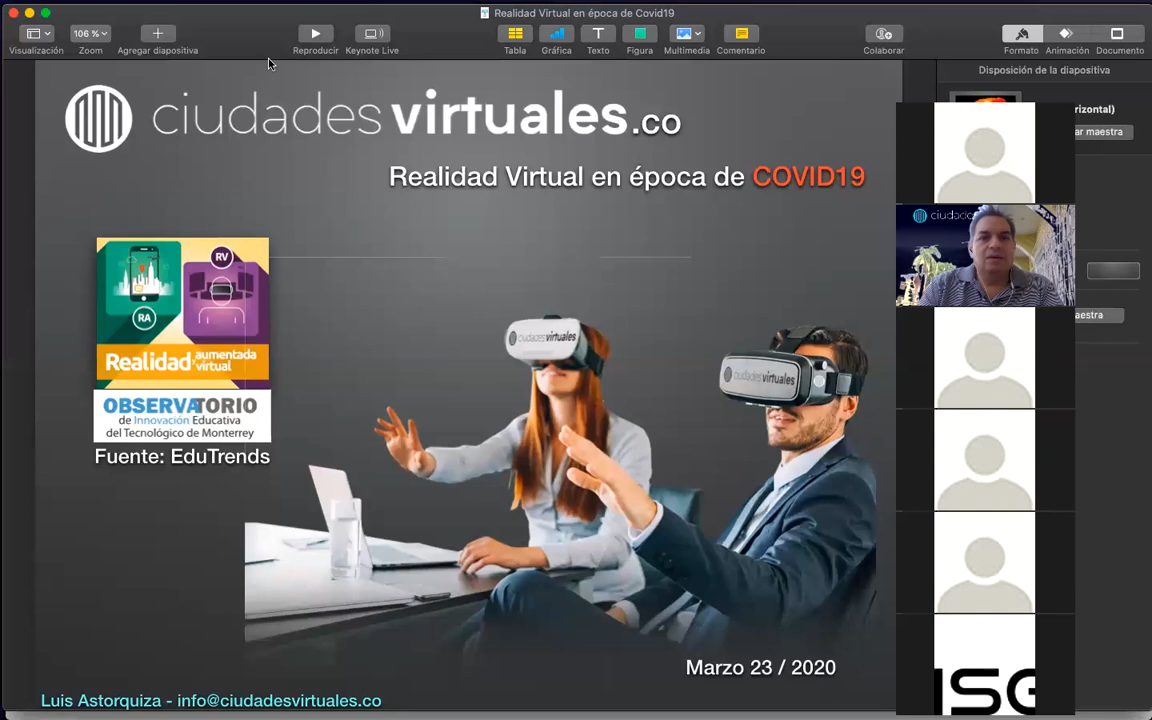 Realidad Virtual en época de Covid19
106 %
Visualización
Zoom
Agregar diapositiva
Reproducir
Keynote Live
Tabla
Gráfica
Texto
Figura
Multimedia
Comentario
Colaborar
Formato
Animación
Documento
Disposición de la diapositiva
rizontal)
ar maestra
aestra
ciudadesvirtuales.co
Realidad Virtual en época de COVID19
RV
RA
Realidad aumentada
y virtual
OBSERVATORIO
de Innovación Educativa
del Tecnológico de Monterrey
Fuente: EduTrends
ciudadesvirtuales
ciudadesvirtuales
ciudade
Marzo 23 / 2020
Luis Astorquiza - info@ciudadesvirtuales.co